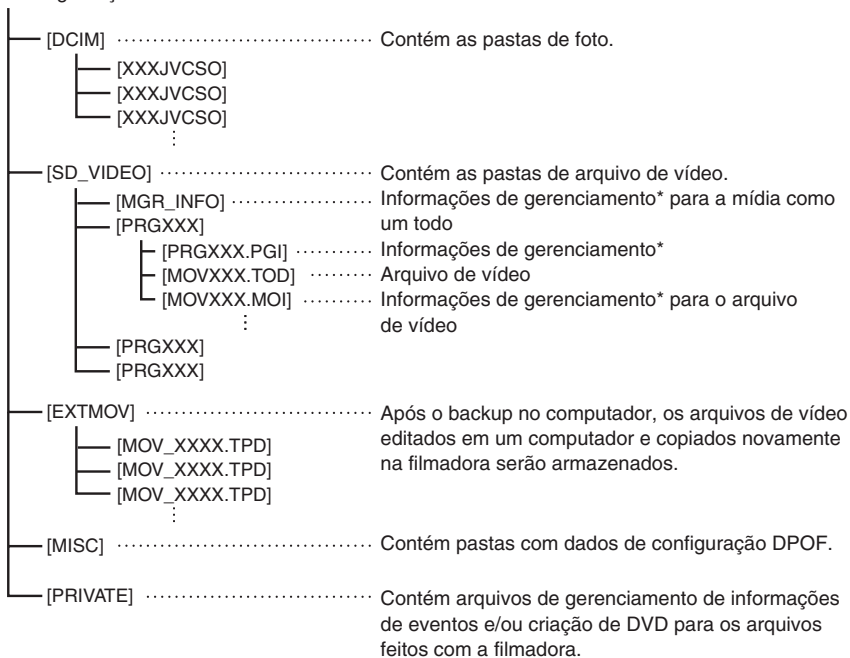 [DCIM] Contém as pastas de foto.
[XXXJVCSO]
[XXXJVCSO]
[XXXJVCSO]
[SD_VIDEO] Contém as pastas de arquivo de vídeo.
[MGR_INFO] Informações de gerenciamento* para a mídia como
um todo
[PRGXXX]
[PRGXXX.PGI] Informações de gerenciamento*
[MOVXXX.TOD] Arquivo de vídeo
[MOVXXX.MOI] Informações de gerenciamento* para o arquivo
de vídeo
[PRGXXX]
[PRGXXX]
[EXTMOV] Após o backup no computador, os arquivos de vídeo
editados em um computador e copiados novamente
na filmadora serão armazenados.
[MOV_XXXX.TPD]
[MOV_XXXX.TPD]
[MOV_XXXX.TPD]
[MISC] Contém pastas com dados de configuração DPOF.
[PRIVATE] Contém arquivos de gerenciamento de informações
de eventos e/ou criação de DVD para os arquivos
feitos com a filmadora.